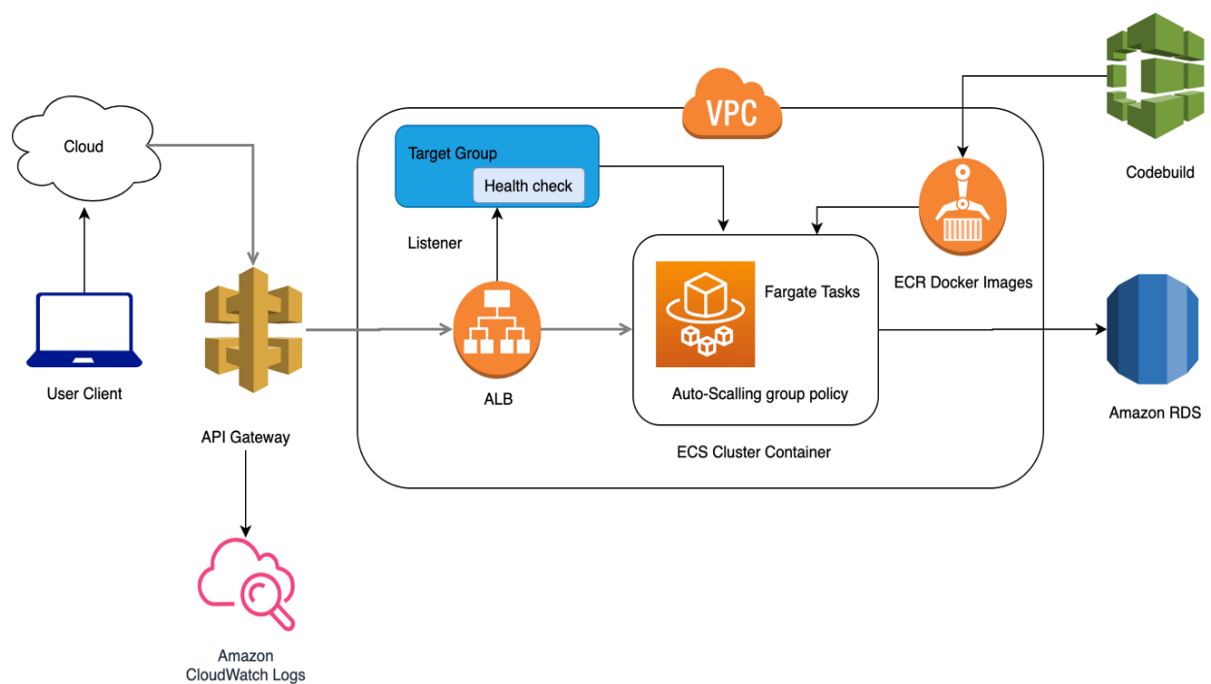 VPC
Cloud
Target Group
Health check
Codebuild
Listener
Fargate Tasks
ECR Docker Images
User Client
ALB
Auto-Scalling group policy
Amazon RDS
API Gateway
ECS Cluster Container
Amazon
CloudWatch Logs